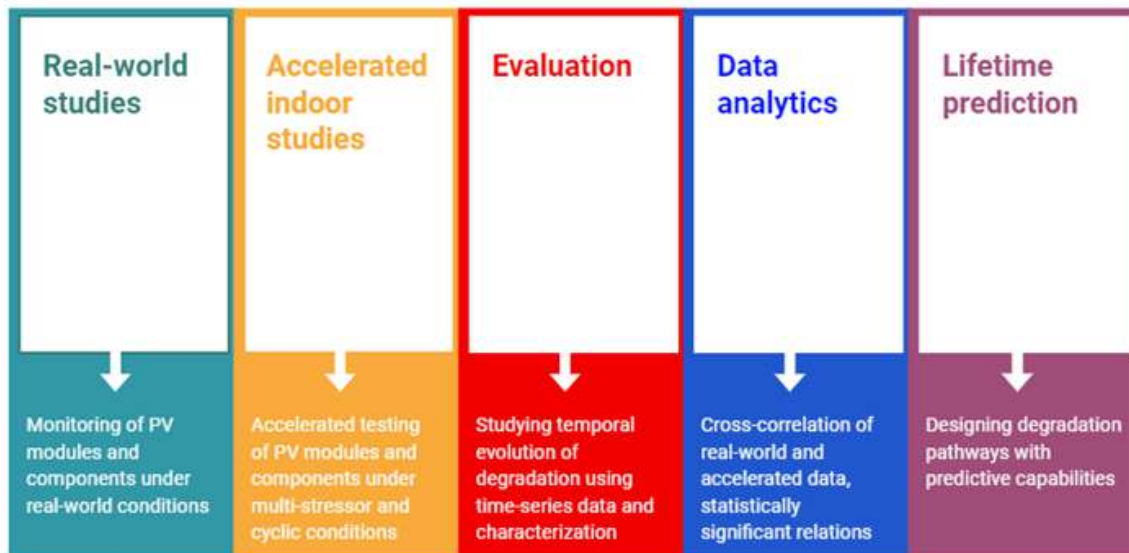 Real-world
studies
Accelerated
indoor
studies
Evaluation
Data
analytics
Lifetime
prediction
Monitoring of PV
modules and
components under
real-world conditions
Accelerated testing
of PV modules and
components under
multi-stressor and
cyclic conditions
Studying temporal
evolution of
degradation using
time-series data and
characterization
Cross-correlation of
real-world and
accelerated data,
statistically
significant relations
Designing degradation
pathways with
predictive capabilities